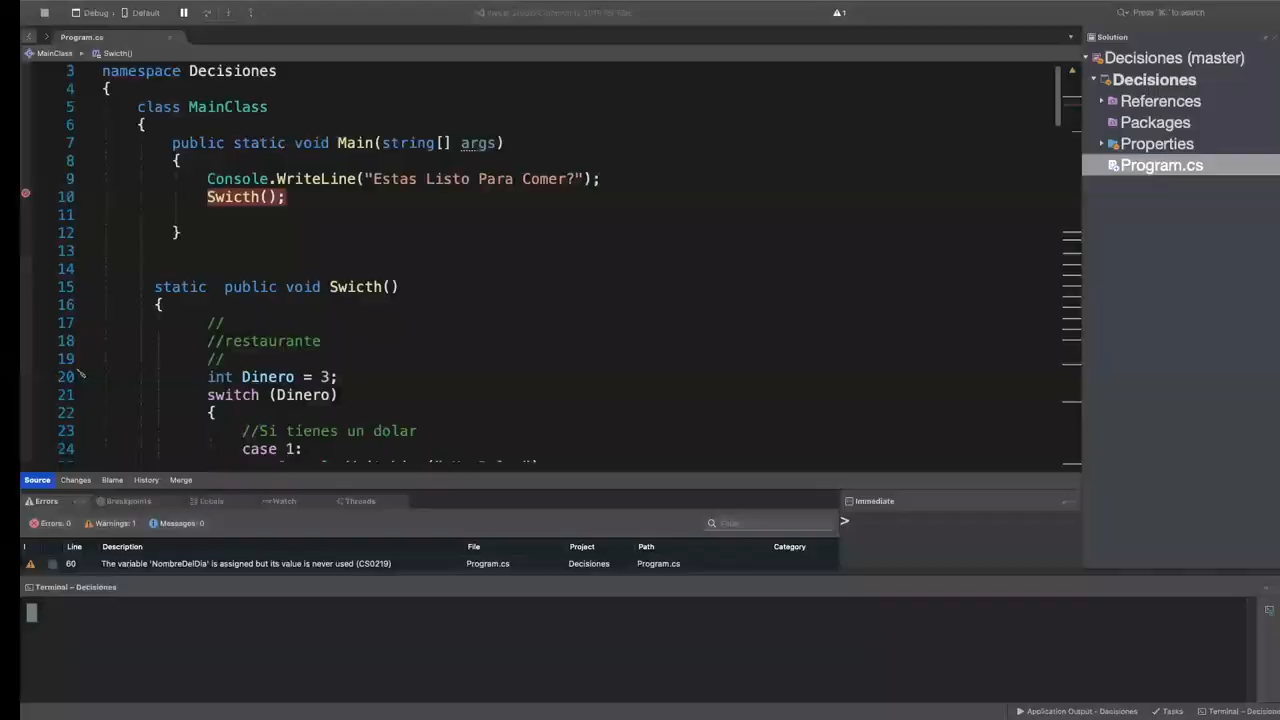 Debug Default 1 Press '⌘.' to search
Program.cs
MainClass Swicth()
3 namespace Decisiones
4 {
5 class MainClass
6 {
7 public static void Main(string[] args)
8 {
9 Console.WriteLine("Estas Listo Para Comer?");
10 Swicth();
11
12 }
13
14
15 static public void Swicth()
16 {
17 //
18 //restaurante
19 //
20 int Dinero = 3;
21 switch (Dinero)
22 {
23 //Si tienes un dolar
24 case 1:
Solution
Decisiones (master)
Decisiones
References
Packages
Properties
Program.cs
Source Changes Blame History Merge
Errors Breakpoints Locals Watch Threads
Errors: 0 Warnings: 1 Messages: 0 Filter
! Line Description File Project Path Category
60 The variable 'NombreDelDia' is assigned but its value is never used (CS0219) Program.cs Decisiones Program.cs
Immediate
>
Terminal – Decisiones
Application Output - Decisiones Tasks Terminal – Decisiones